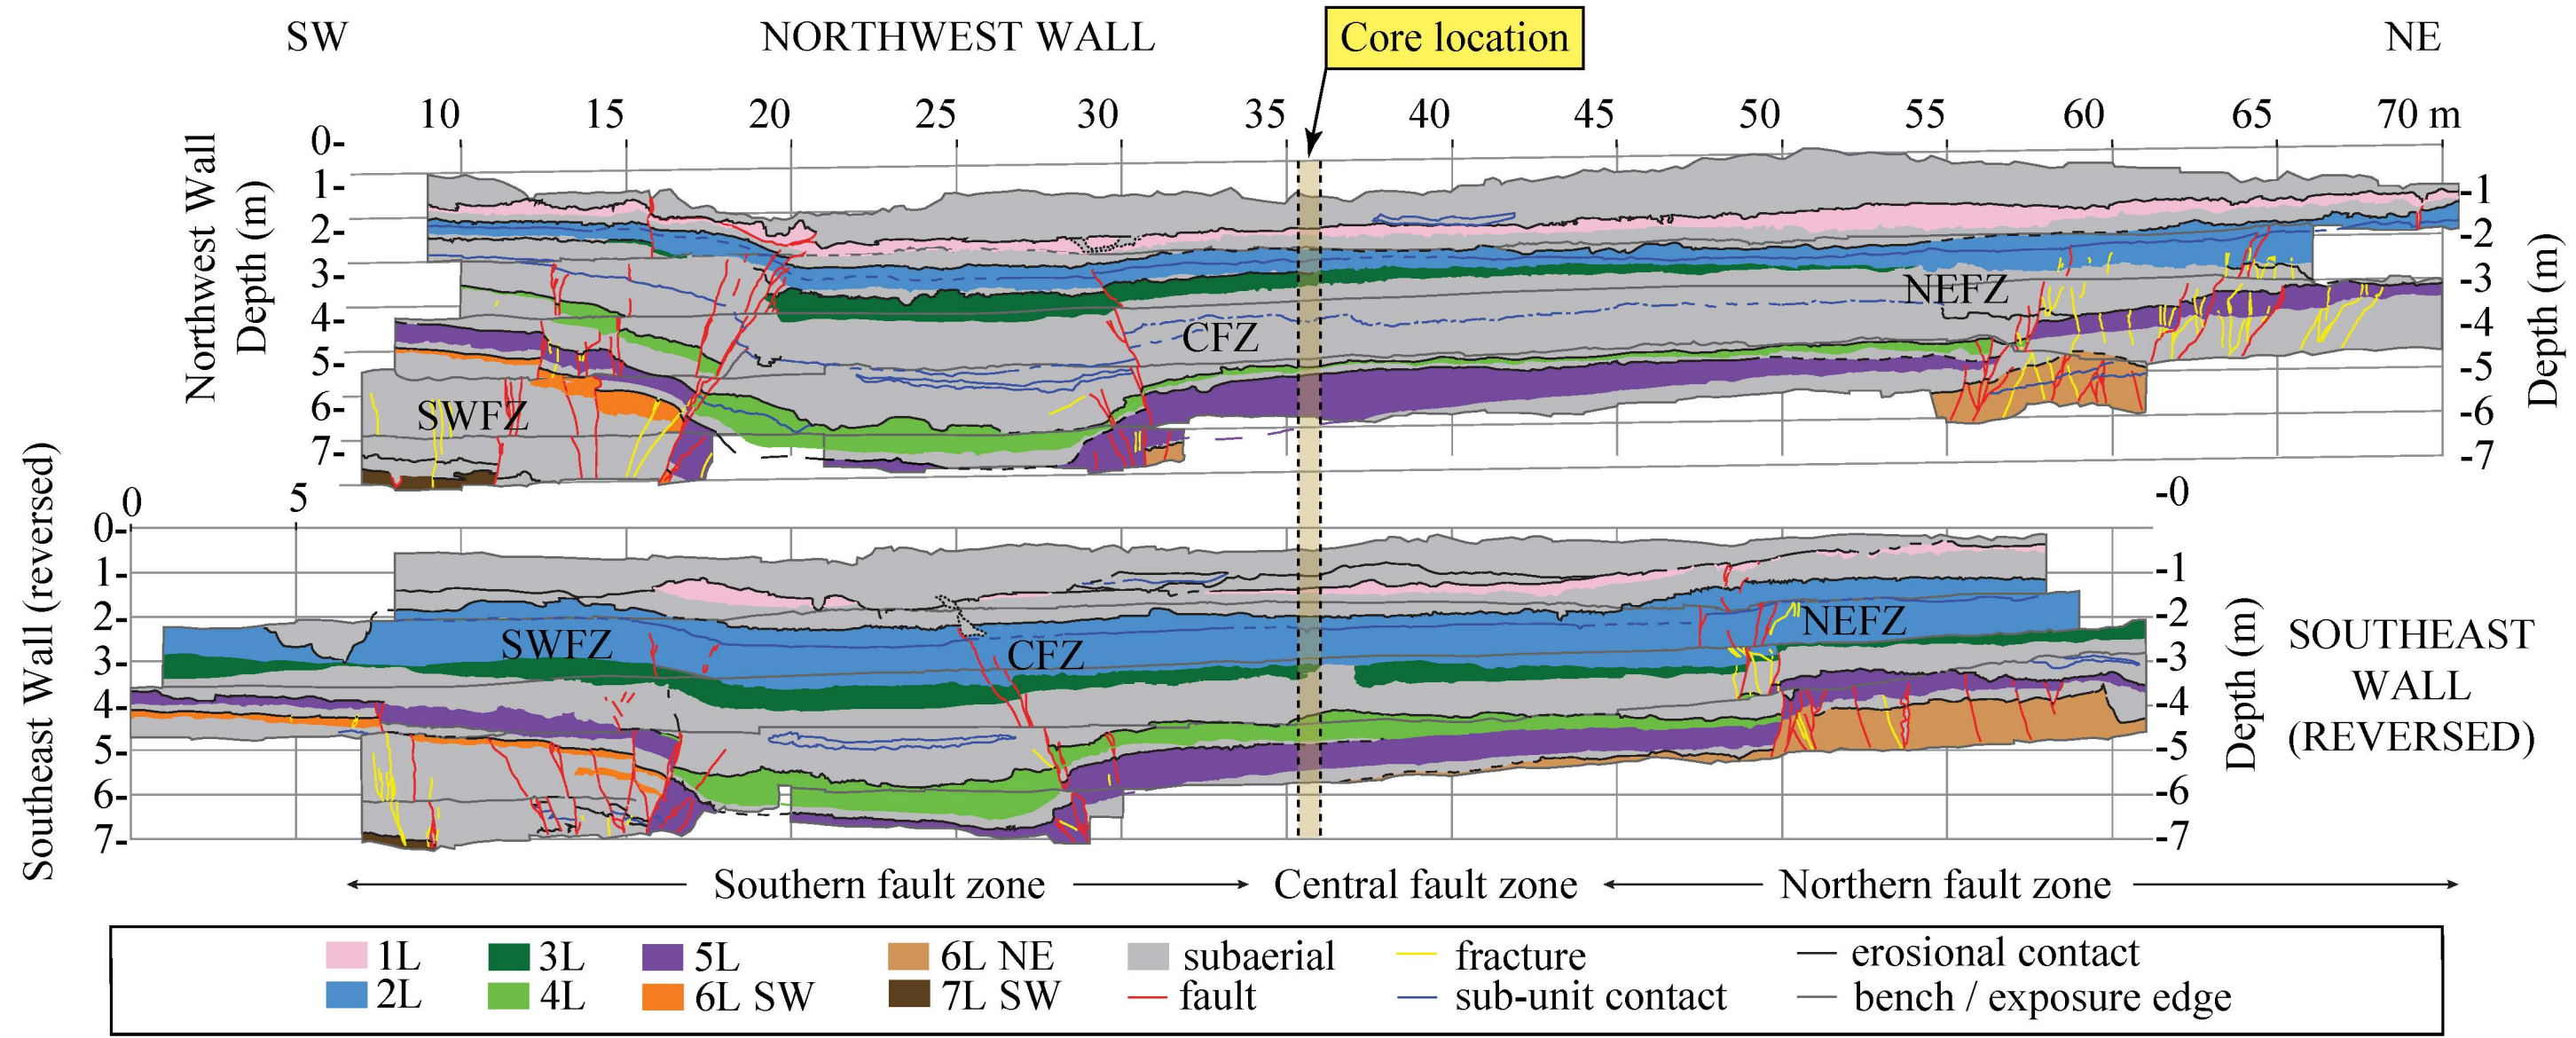 SW
NORTHWEST WALL
Core location
NE
10 15 20 25 30 35 40 45 50 55 60 65 70 m
Northwest Wall
Depth (m)
0-
1-
2-
3-
4-
5-
6-
7-
-1
-2
-3
-4
-5
-6
-7
Depth (m)
NEFZ
CFZ
SWFZ
0 5
Southeast Wall (reversed)
0-
1-
2-
3-
4-
5-
6-
7-
-0
-1
-2
-3
-4
-5
-6
-7
Depth (m)
SOUTHEAST
WALL
(REVERSED)
SWFZ
CFZ
NEFZ
Southern fault zone
Central fault zone
Northern fault zone
1L 3L 5L 6L NE subaerial fracture erosional contact
2L 4L 6L SW 7L SW fault sub-unit contact bench / exposure edge